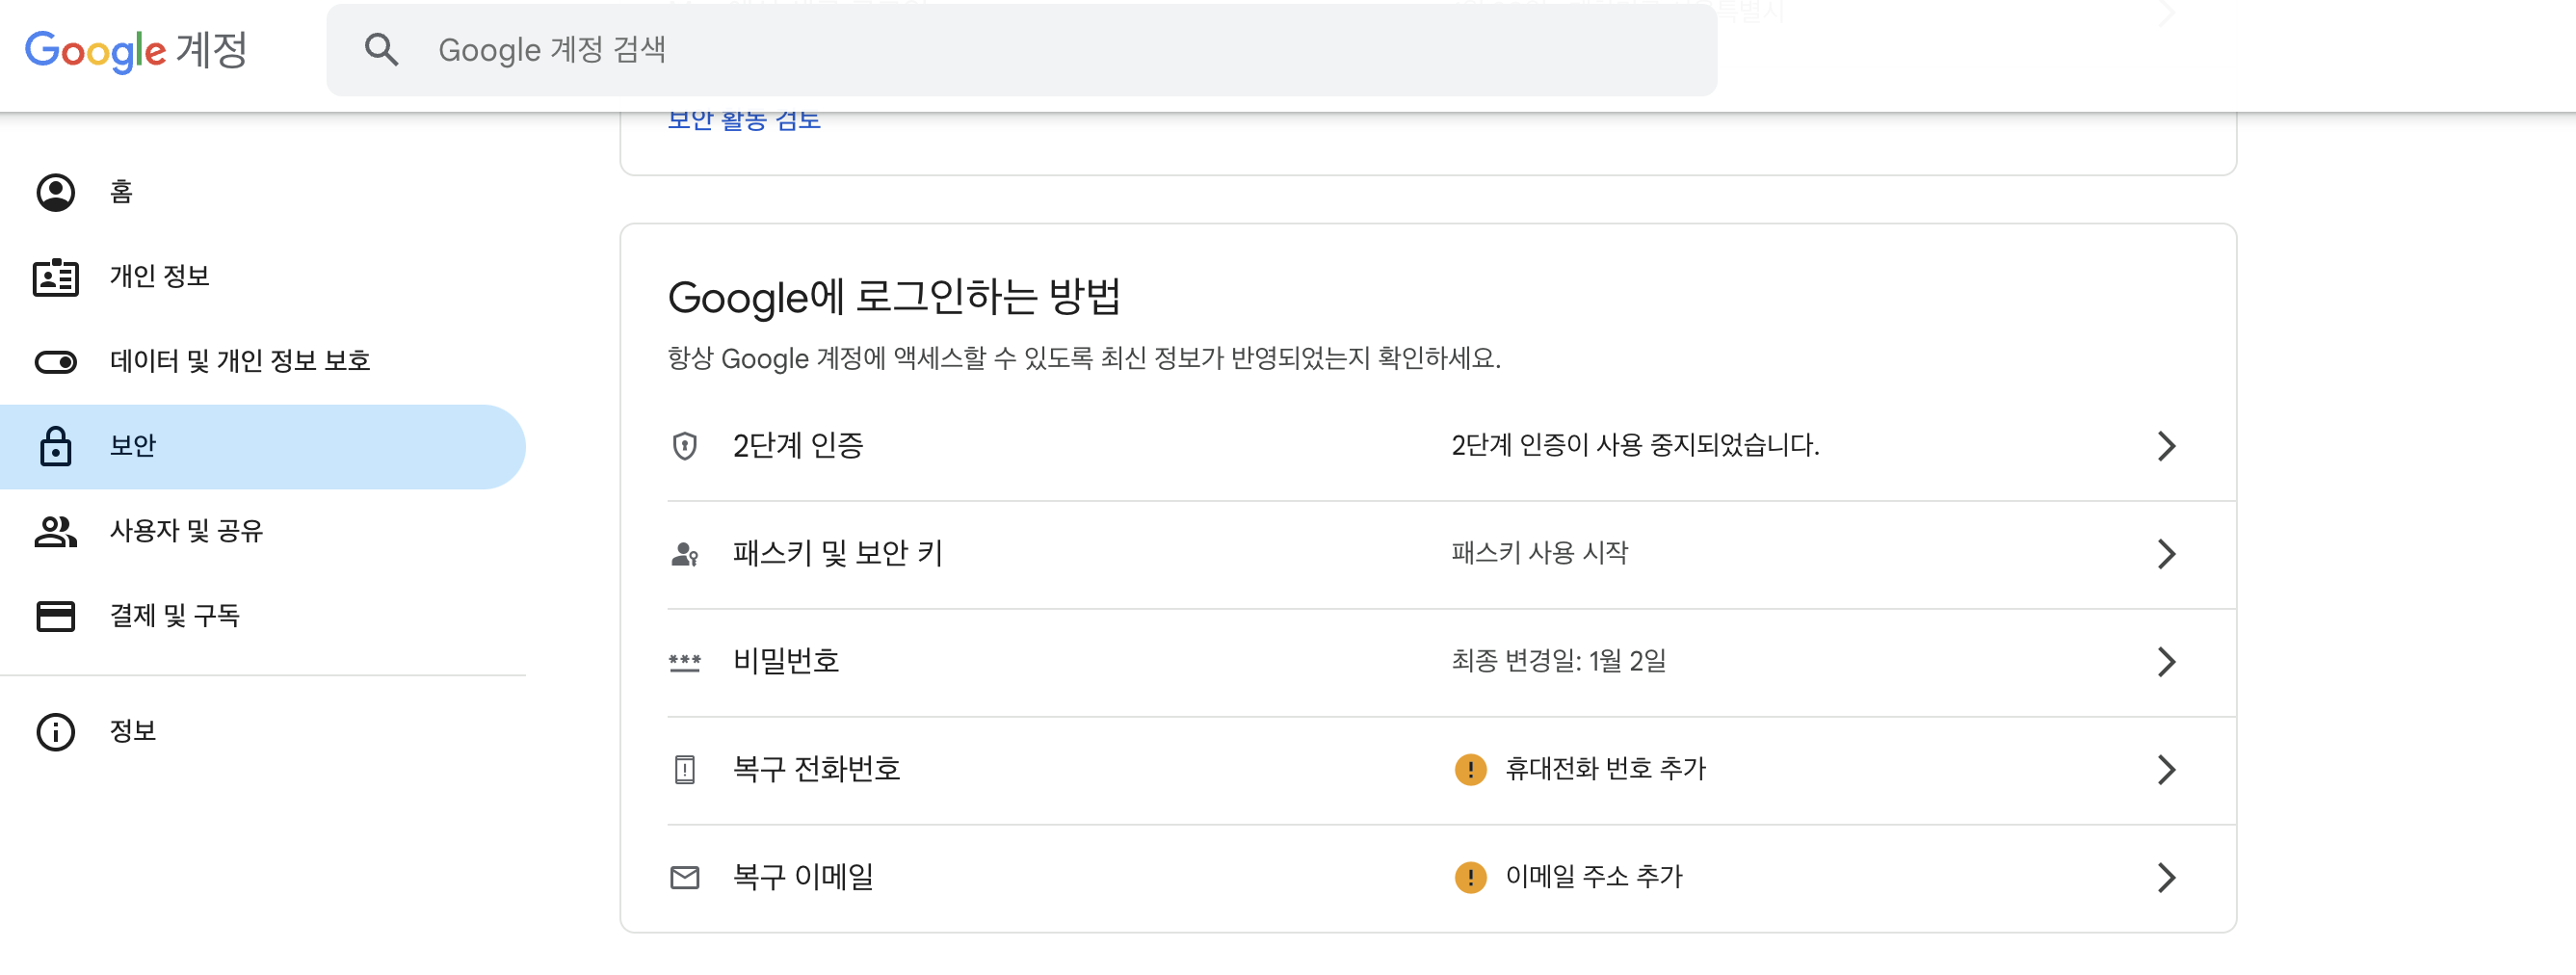 Google 계정
Google 계정 검색
보안 활동 검토
홈
개인 정보
데이터 및 개인 정보 보호
보안
사용자 및 공유
결제 및 구독
정보
Google에 로그인하는 방법
항상 Google 계정에 액세스할 수 있도록 최신 정보가 반영되었는지 확인하세요.
2단계 인증 2단계 인증이 사용 중지되었습니다.
패스키 및 보안 키 패스키 사용 시작
비밀번호 최종 변경일: 1월 2일
복구 전화번호 휴대전화 번호 추가
복구 이메일 이메일 주소 추가